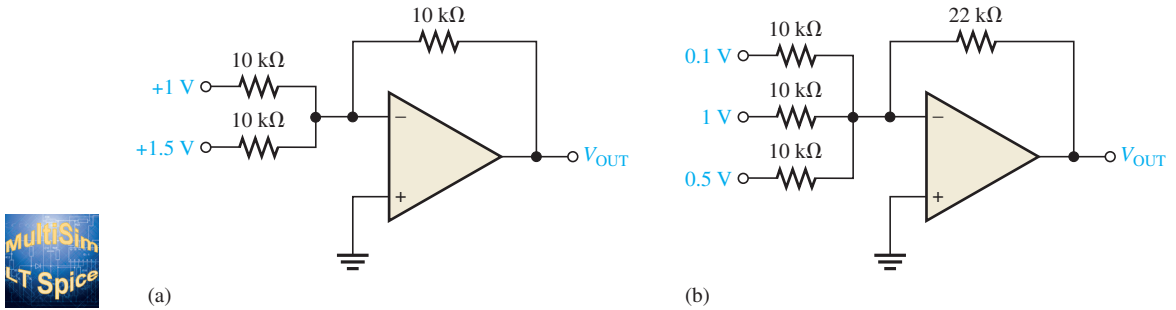 10 kΩ
10 kΩ
+1 V
10 kΩ
+1.5 V
−
+
V_OUT
MultiSim
LT Spice
(a)
22 kΩ
10 kΩ
0.1 V
10 kΩ
1 V
10 kΩ
0.5 V
−
+
V_OUT
(b)